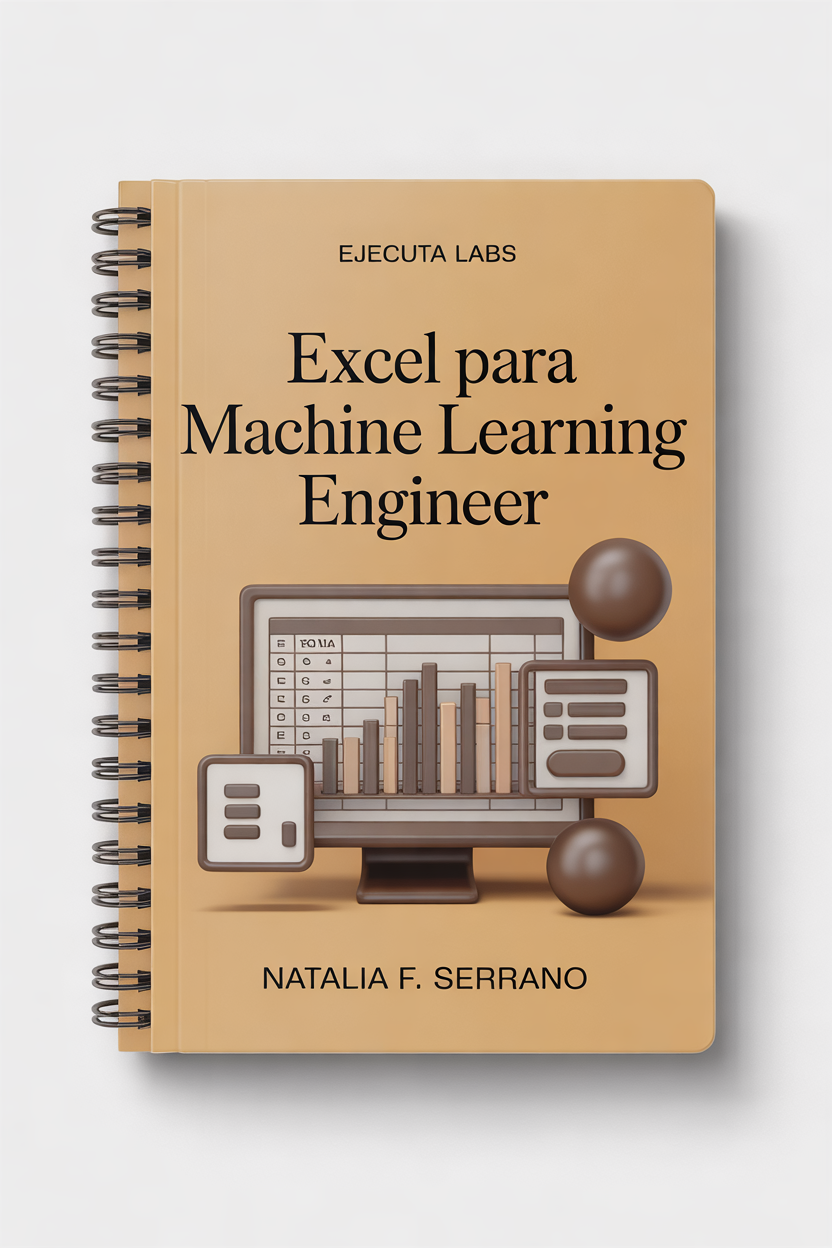 EJECUTA LABS
Excel para
Machine Learning
Engineer
NATALIA F. SERRANO